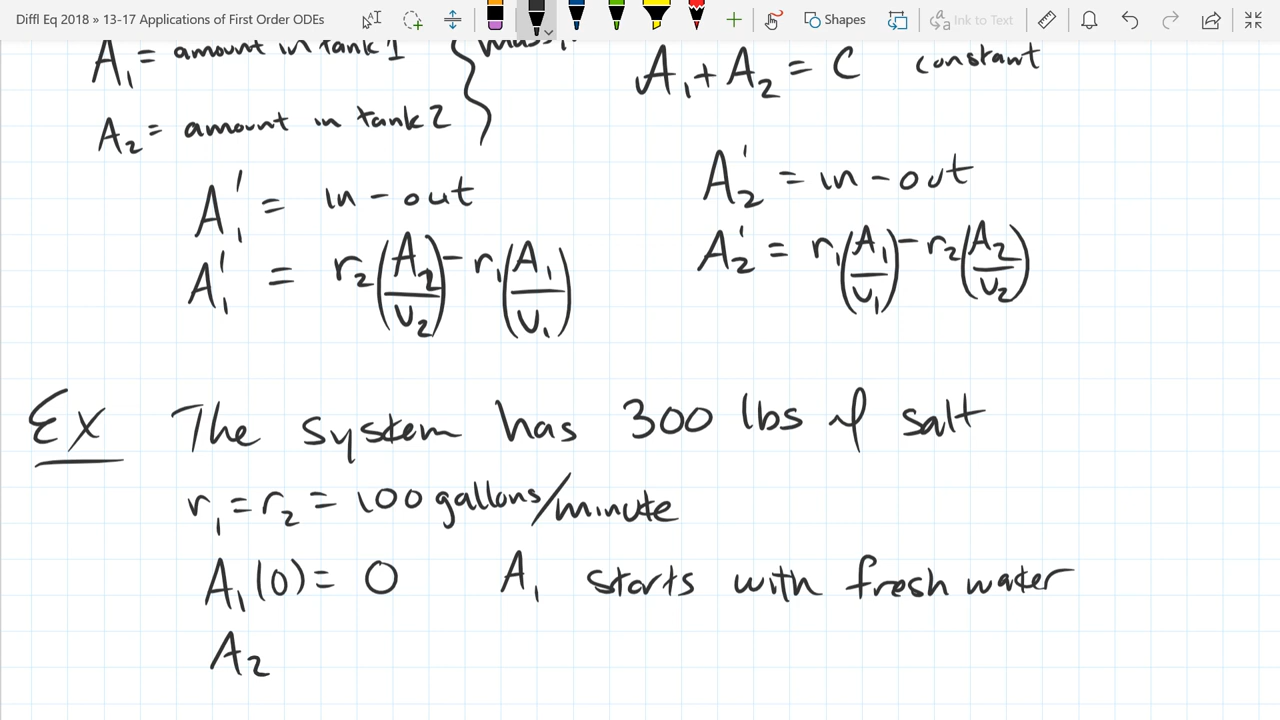 Diffl Eq 2018 » 13-17 Applications of First Order ODEs Shapes Ink to Text
A₁ = amount in tank 1
A₁ + A₂ = C constant
A₂ = amount in tank 2
A₁' = in - out
A₂' = in - out
A₁' = r₂(A₂/V₂) - r₁(A₁/V₁)
A₂' = r₁(A₁/V₁) - r₂(A₂/V₂)
Ex The system has 300 lbs of salt
r₁ = r₂ = 100 gallons/minute
A₁(0) = 0 A₁ starts with fresh water
A₂